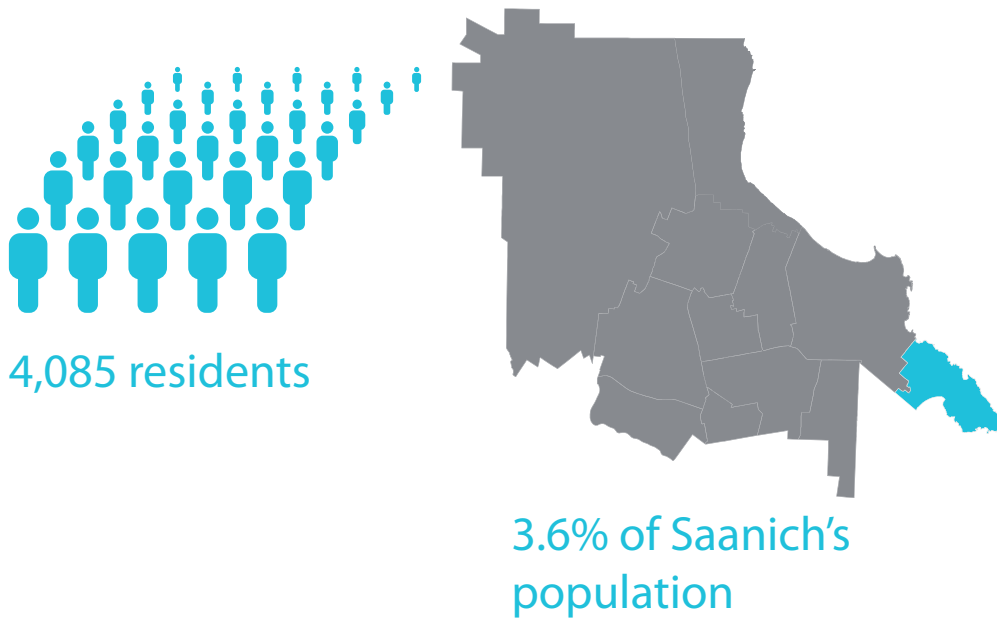 4,085 residents
3.6% of Saanich’s
population